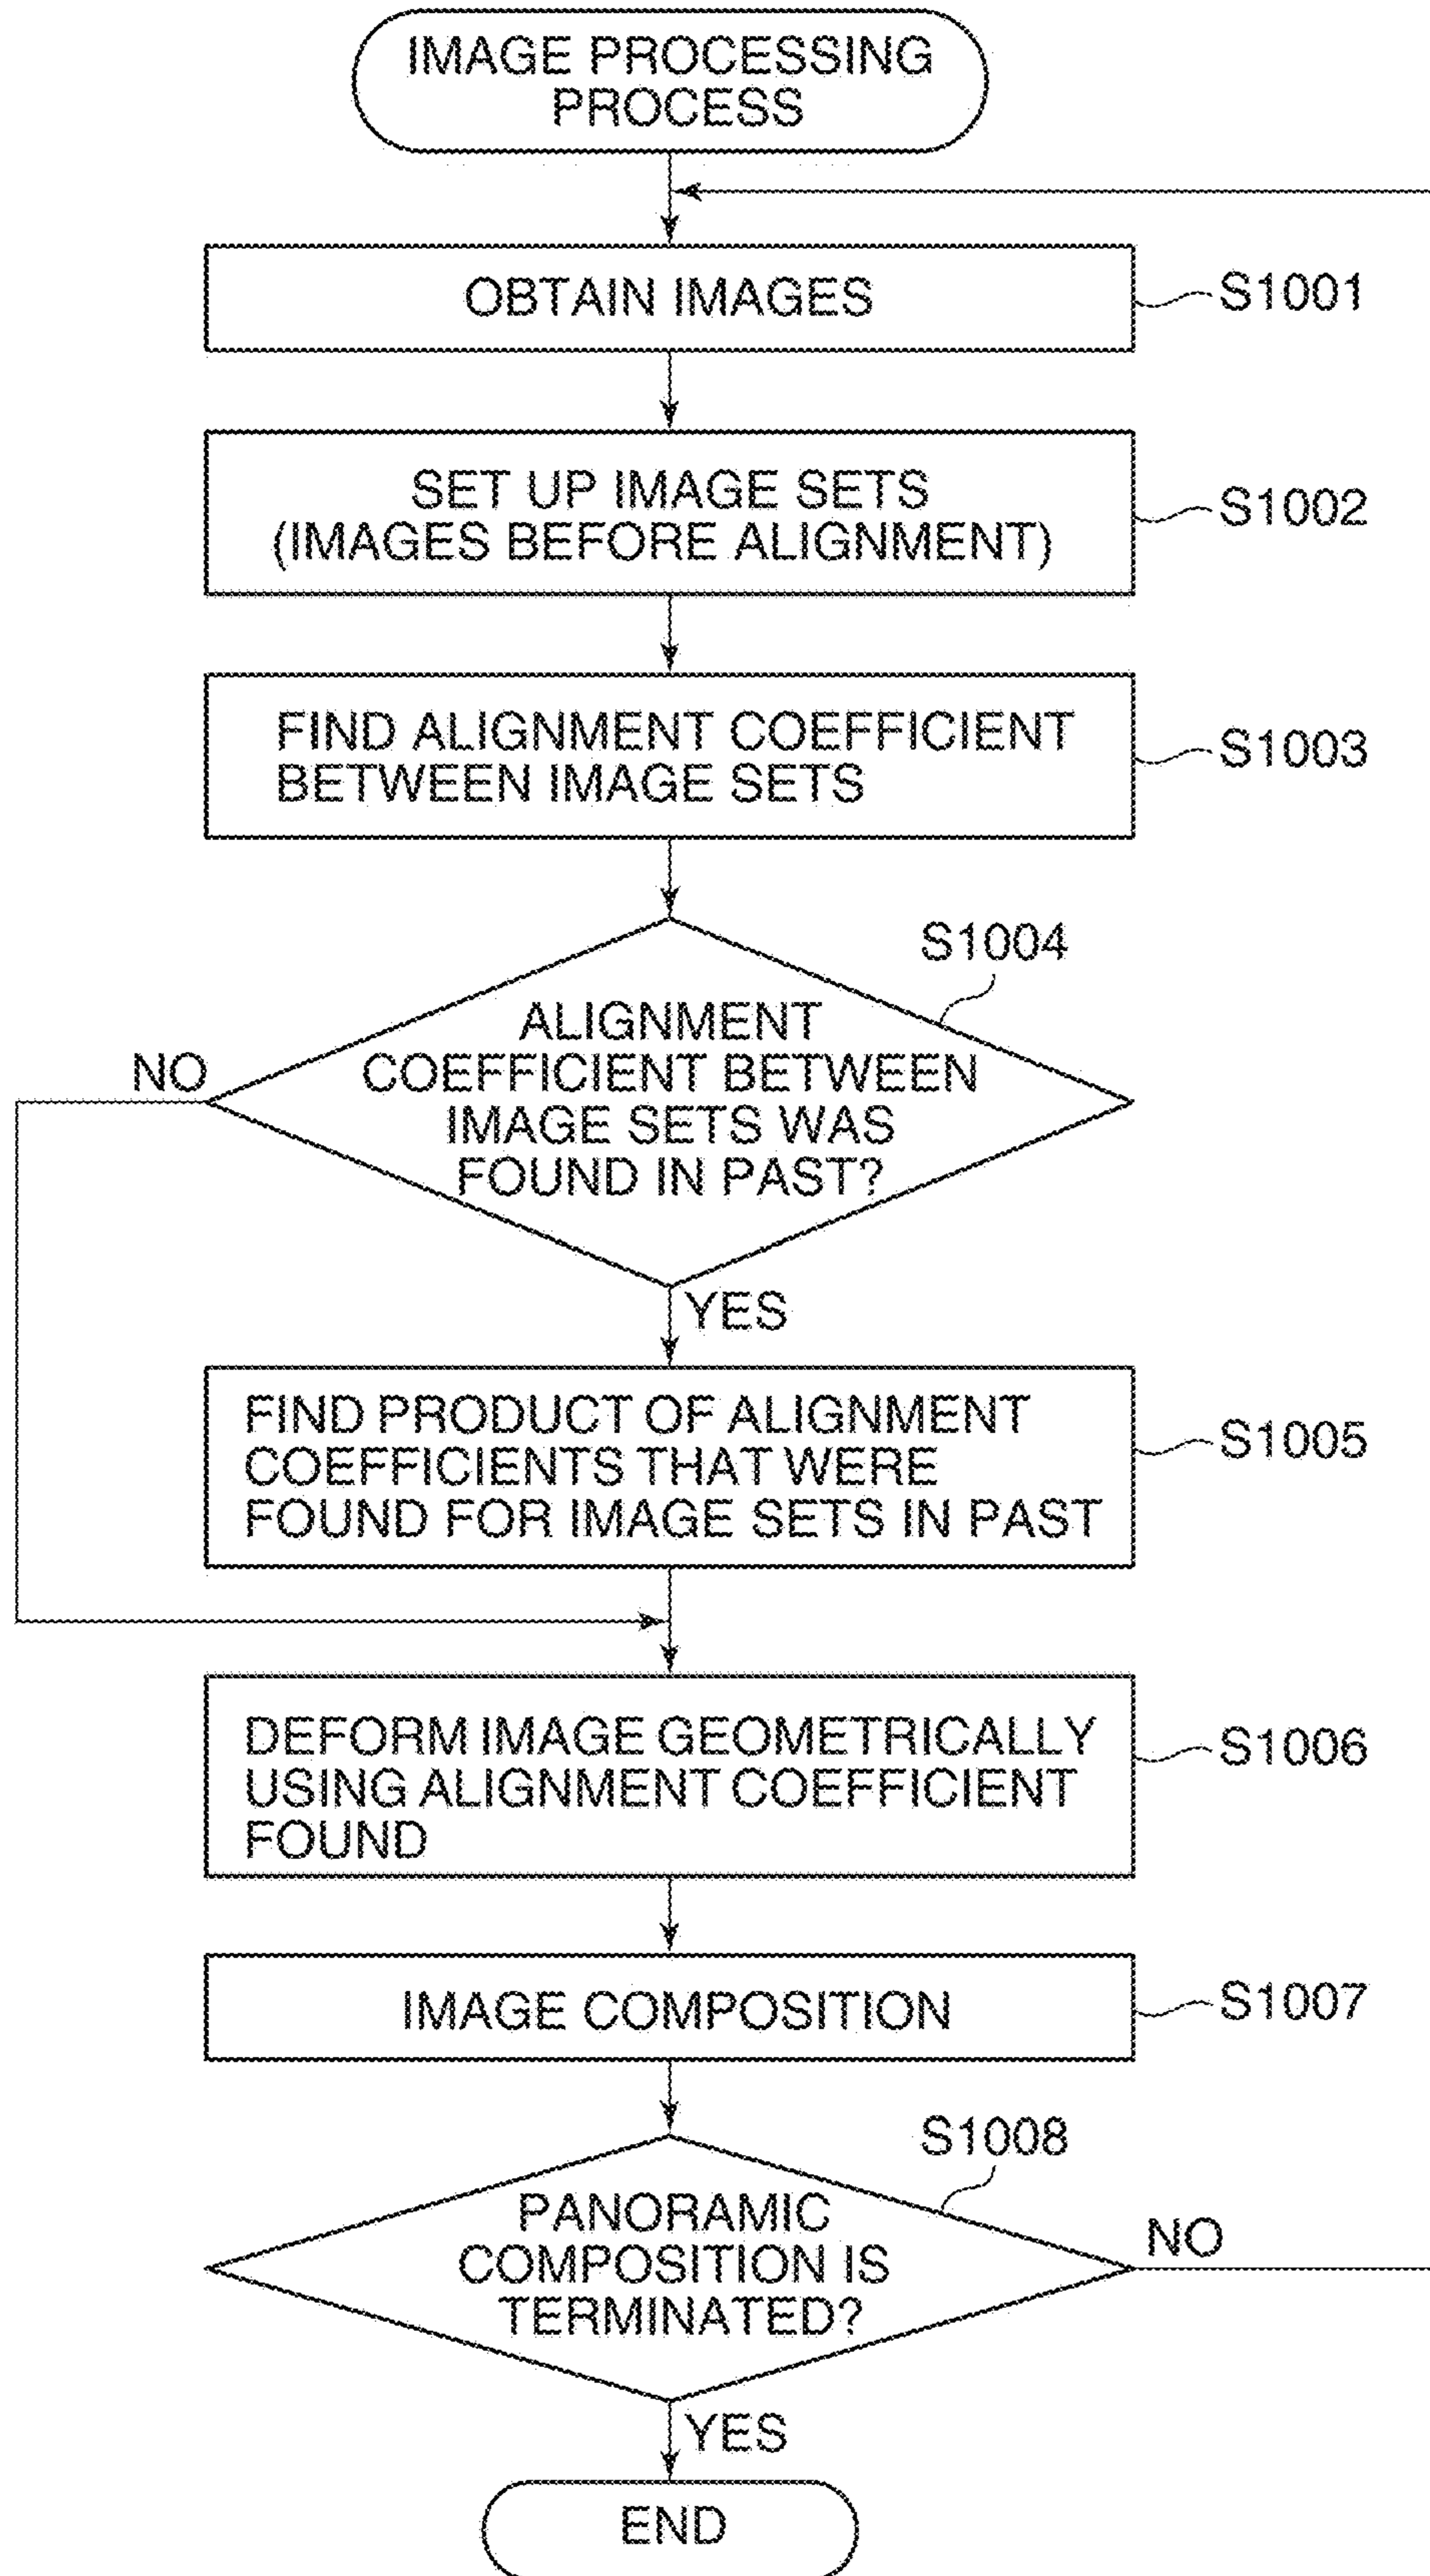 IMAGE PROCESSING
PROCESS
OBTAIN IMAGES
S1001
SET UP IMAGE SETS
(IMAGES BEFORE ALIGNMENT)
S1002
FIND ALIGNMENT COEFFICIENT
BETWEEN IMAGE SETS
S1003
S1004
ALIGNMENT
COEFFICIENT BETWEEN
IMAGE SETS WAS
FOUND IN PAST?
NO
YES
FIND PRODUCT OF ALIGNMENT
COEFFICIENTS THAT WERE
FOUND FOR IMAGE SETS IN PAST
S1005
DEFORM IMAGE GEOMETRICALLY
USING ALIGNMENT COEFFICIENT
FOUND
S1006
IMAGE COMPOSITION
S1007
S1008
PANORAMIC
COMPOSITION IS
TERMINATED?
NO
YES
END